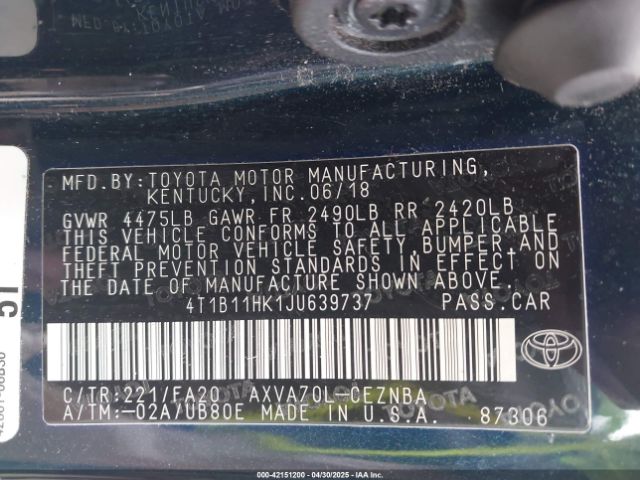 MFD.BY:TOYOTA MOTOR MANUFACTURING,
KENTUCKY,INC.06/18
GVWR 4475LB GAWR FR 2490LB RR 2420LB
THIS VEHICLE CONFORMS TO ALL APPLICABLE
FEDERAL MOTOR VEHICLE SAFETY, BUMPER AND
THEFT PREVENTION STANDARDS IN EFFECT ON
THE DATE OF MANUFACTURE SHOWN ABOVE.
4T1B11HK1JU639737 PASS.CAR
C/TR:221/FA20 AXVA70L-CEZNBA
A/TM:-02A/UB80E MADE IN U.S.A. 87306
000-42151200 - 04/30/2025 - IAA Inc.